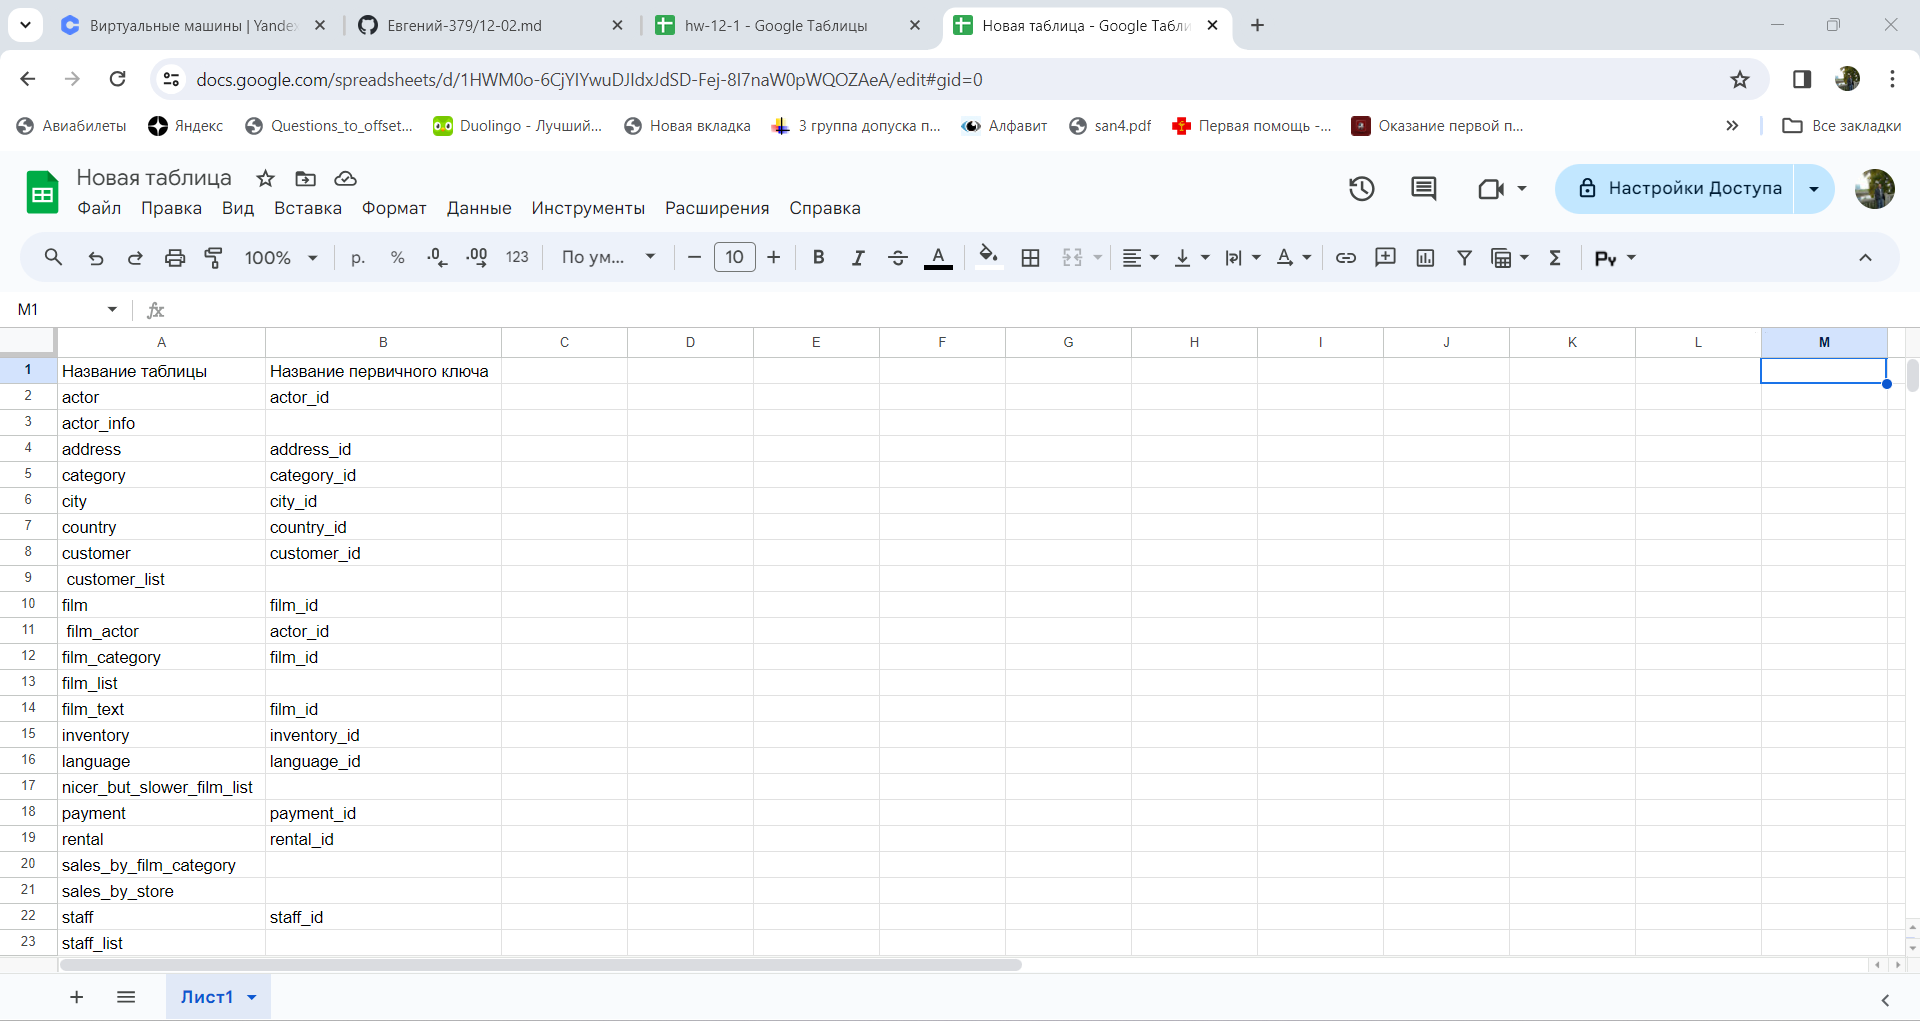 Виртуальные машины | Yande
Евгений-379/12-02.md
hw-12-1 - Google Таблицы
Новая таблица - Google Табли
docs.google.com/spreadsheets/d/1HWM0o-6CjYIYwuDJIdxJdSD-Fej-8I7naW0pWQOZAeA/edit#gid=0
Авиабилеты
Яндекс
Questions_to_offset...
Duolingo - Лучший...
Новая вкладка
3 группа допуска п...
Алфавит
san4.pdf
Первая помощь -...
Оказание первой п...
Все закладки
Новая таблица
Файл Правка Вид Вставка Формат Данные Инструменты Расширения Справка
Настройки Доступа
100% р. % .0 .00 123 По ум... 10 B I A Σ Ру
M1 fx
A B C D E F G H I J K L M
1 Название таблицы Название первичного ключа
2 actor actor_id
3 actor_info
4 address address_id
5 category category_id
6 city city_id
7 country country_id
8 customer customer_id
9 customer_list
10 film film_id
11 film_actor actor_id
12 film_category film_id
13 film_list
14 film_text film_id
15 inventory inventory_id
16 language language_id
17 nicer_but_slower_film_list
18 payment payment_id
19 rental rental_id
20 sales_by_film_category
21 sales_by_store
22 staff staff_id
23 staff_list
Лист1